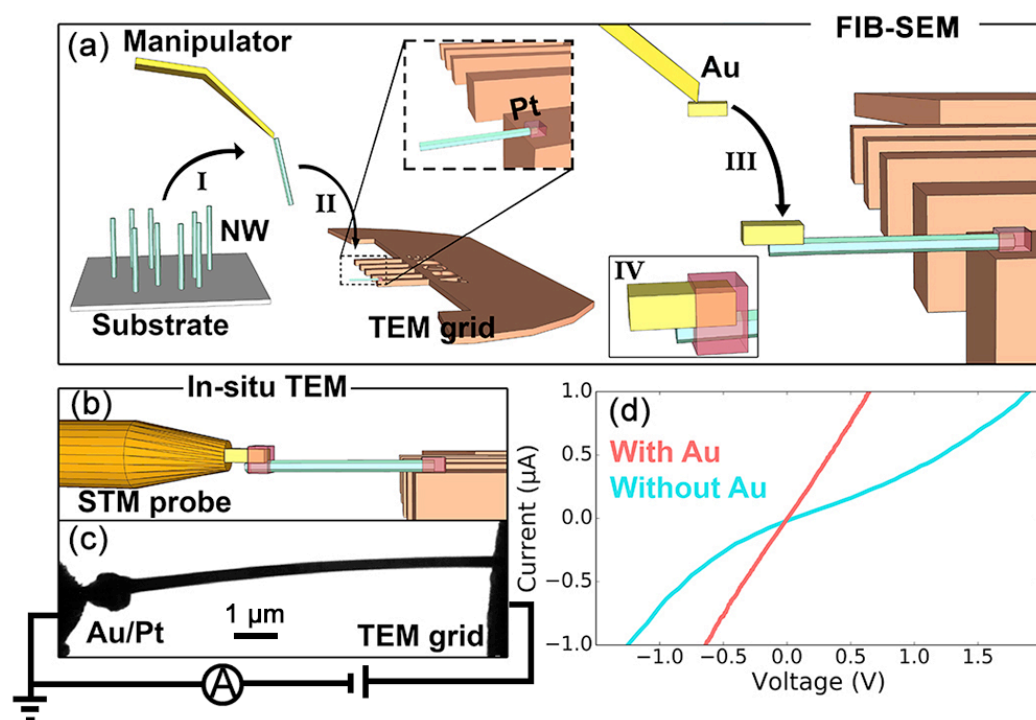 (a)
Manipulator
FIB-SEM
Au
Pt
I
II
III
NW
IV
Substrate
TEM grid
In-situ TEM
(b)
STM probe
(c)
Au/Pt
1 μm
TEM grid
A
(d)
With Au
Without Au
Current (μA)
1.0
0.5
0.0
−0.5
−1.0
−1.0 −0.5 0.0 0.5 1.0 1.5
Voltage (V)